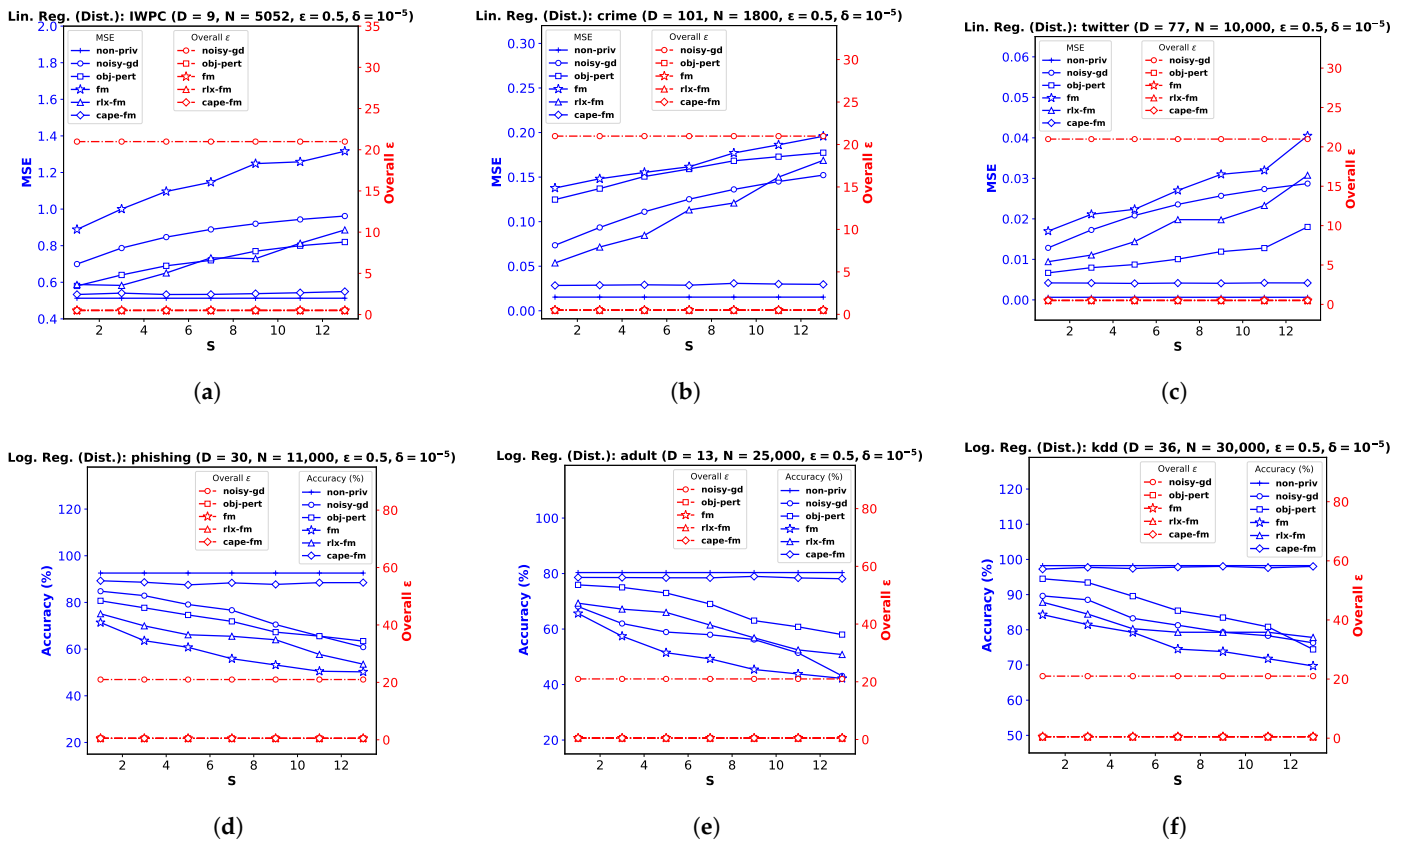 Lin. Reg. (Dist.): IWPC (D = 9, N = 5052, ε = 0.5, δ = 10⁻⁵)
MSE
non-priv
noisy-gd
obj-pert
fm
rlx-fm
cape-fm
Overall ε
noisy-gd
obj-pert
fm
rlx-fm
cape-fm
2.0
1.8
1.6
1.4
1.2
1.0
0.8
0.6
0.4
MSE
35
30
25
20
15
10
5
0
Overall ε
2 4 6 8 10 12
S
(a)
Lin. Reg. (Dist.): crime (D = 101, N = 1800, ε = 0.5, δ = 10⁻⁵)
MSE
non-priv
noisy-gd
obj-pert
fm
rlx-fm
cape-fm
Overall ε
noisy-gd
obj-pert
fm
rlx-fm
cape-fm
0.30
0.25
0.20
0.15
0.10
0.05
0.00
MSE
30
25
20
15
10
5
0
Overall ε
2 4 6 8 10 12
S
(b)
Lin. Reg. (Dist.): twitter (D = 77, N = 10,000, ε = 0.5, δ = 10⁻⁵)
MSE
non-priv
noisy-gd
obj-pert
fm
rlx-fm
cape-fm
Overall ε
noisy-gd
obj-pert
fm
rlx-fm
cape-fm
0.06
0.05
0.04
0.03
0.02
0.01
0.00
MSE
30
25
20
15
10
5
0
Overall ε
2 4 6 8 10 12
S
(c)
Log. Reg. (Dist.): phishing (D = 30, N = 11,000, ε = 0.5, δ = 10⁻⁵)
Overall ε
noisy-gd
obj-pert
fm
rlx-fm
cape-fm
Accuracy (%)
non-priv
noisy-gd
obj-pert
fm
rlx-fm
cape-fm
120
100
80
60
40
20
Accuracy (%)
80
60
40
20
0
Overall ε
2 4 6 8 10 12
S
(d)
Log. Reg. (Dist.): adult (D = 13, N = 25,000, ε = 0.5, δ = 10⁻⁵)
Overall ε
noisy-gd
obj-pert
fm
rlx-fm
cape-fm
Accuracy (%)
non-priv
noisy-gd
obj-pert
fm
rlx-fm
cape-fm
100
80
60
40
20
Accuracy (%)
80
60
40
20
0
Overall ε
2 4 6 8 10 12
S
(e)
Log. Reg. (Dist.): kdd (D = 36, N = 30,000, ε = 0.5, δ = 10⁻⁵)
Overall ε
noisy-gd
obj-pert
fm
rlx-fm
cape-fm
Accuracy (%)
non-priv
noisy-gd
obj-pert
fm
rlx-fm
cape-fm
120
110
100
90
80
70
60
50
Accuracy (%)
80
60
40
20
0
Overall ε
2 4 6 8 10 12
S
(f)